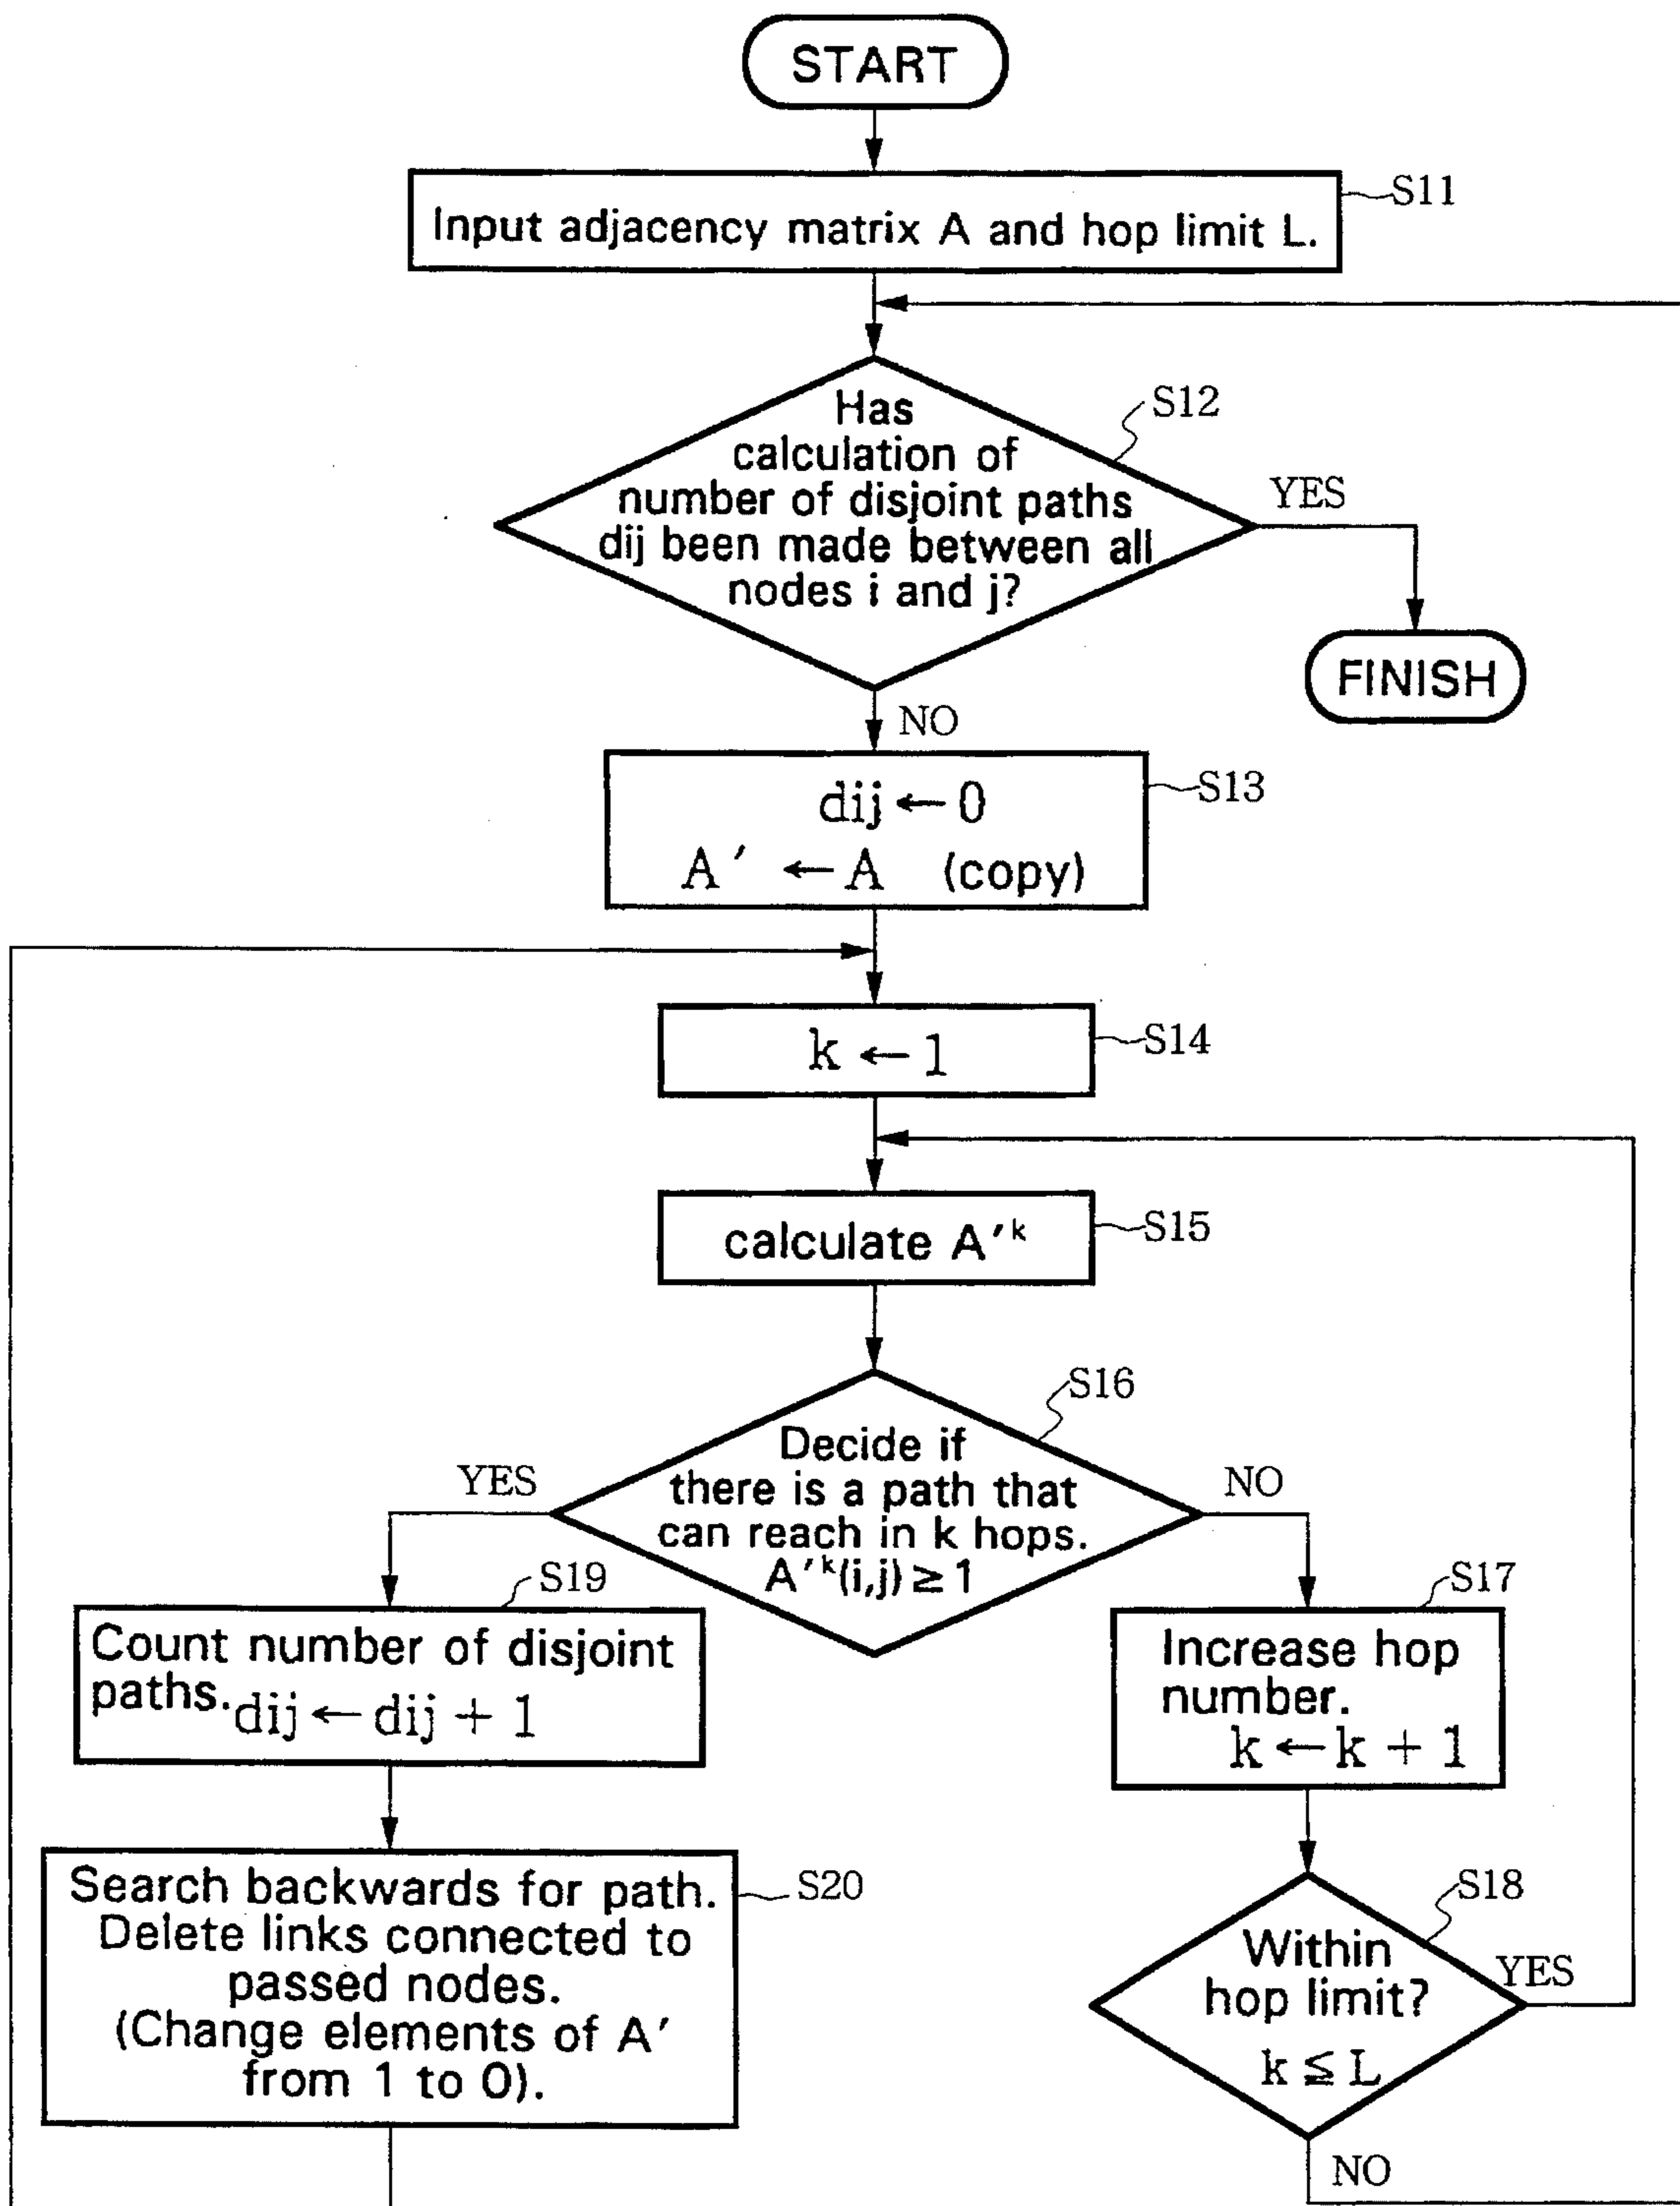 START
Input adjacency matrix A and hop limit L.
S11
Has
calculation of
number of disjoint paths
dij been made between all
nodes i and j?
S12
YES
FINISH
NO
dij ← 0
A′ ← A (copy)
S13
k ← 1
S14
calculate A′ᵏ
S15
Decide if
there is a path that
can reach in k hops.
A′ᵏ(i,j) ≥ 1
S16
YES
NO
S19
Count number of disjoint
paths. dij ← dij + 1
S17
Increase hop
number.
k ← k + 1
Search backwards for path.
Delete links connected to
passed nodes.
(Change elements of A′
from 1 to 0).
S20
S18
Within
hop limit?
k ≦ L
YES
NO